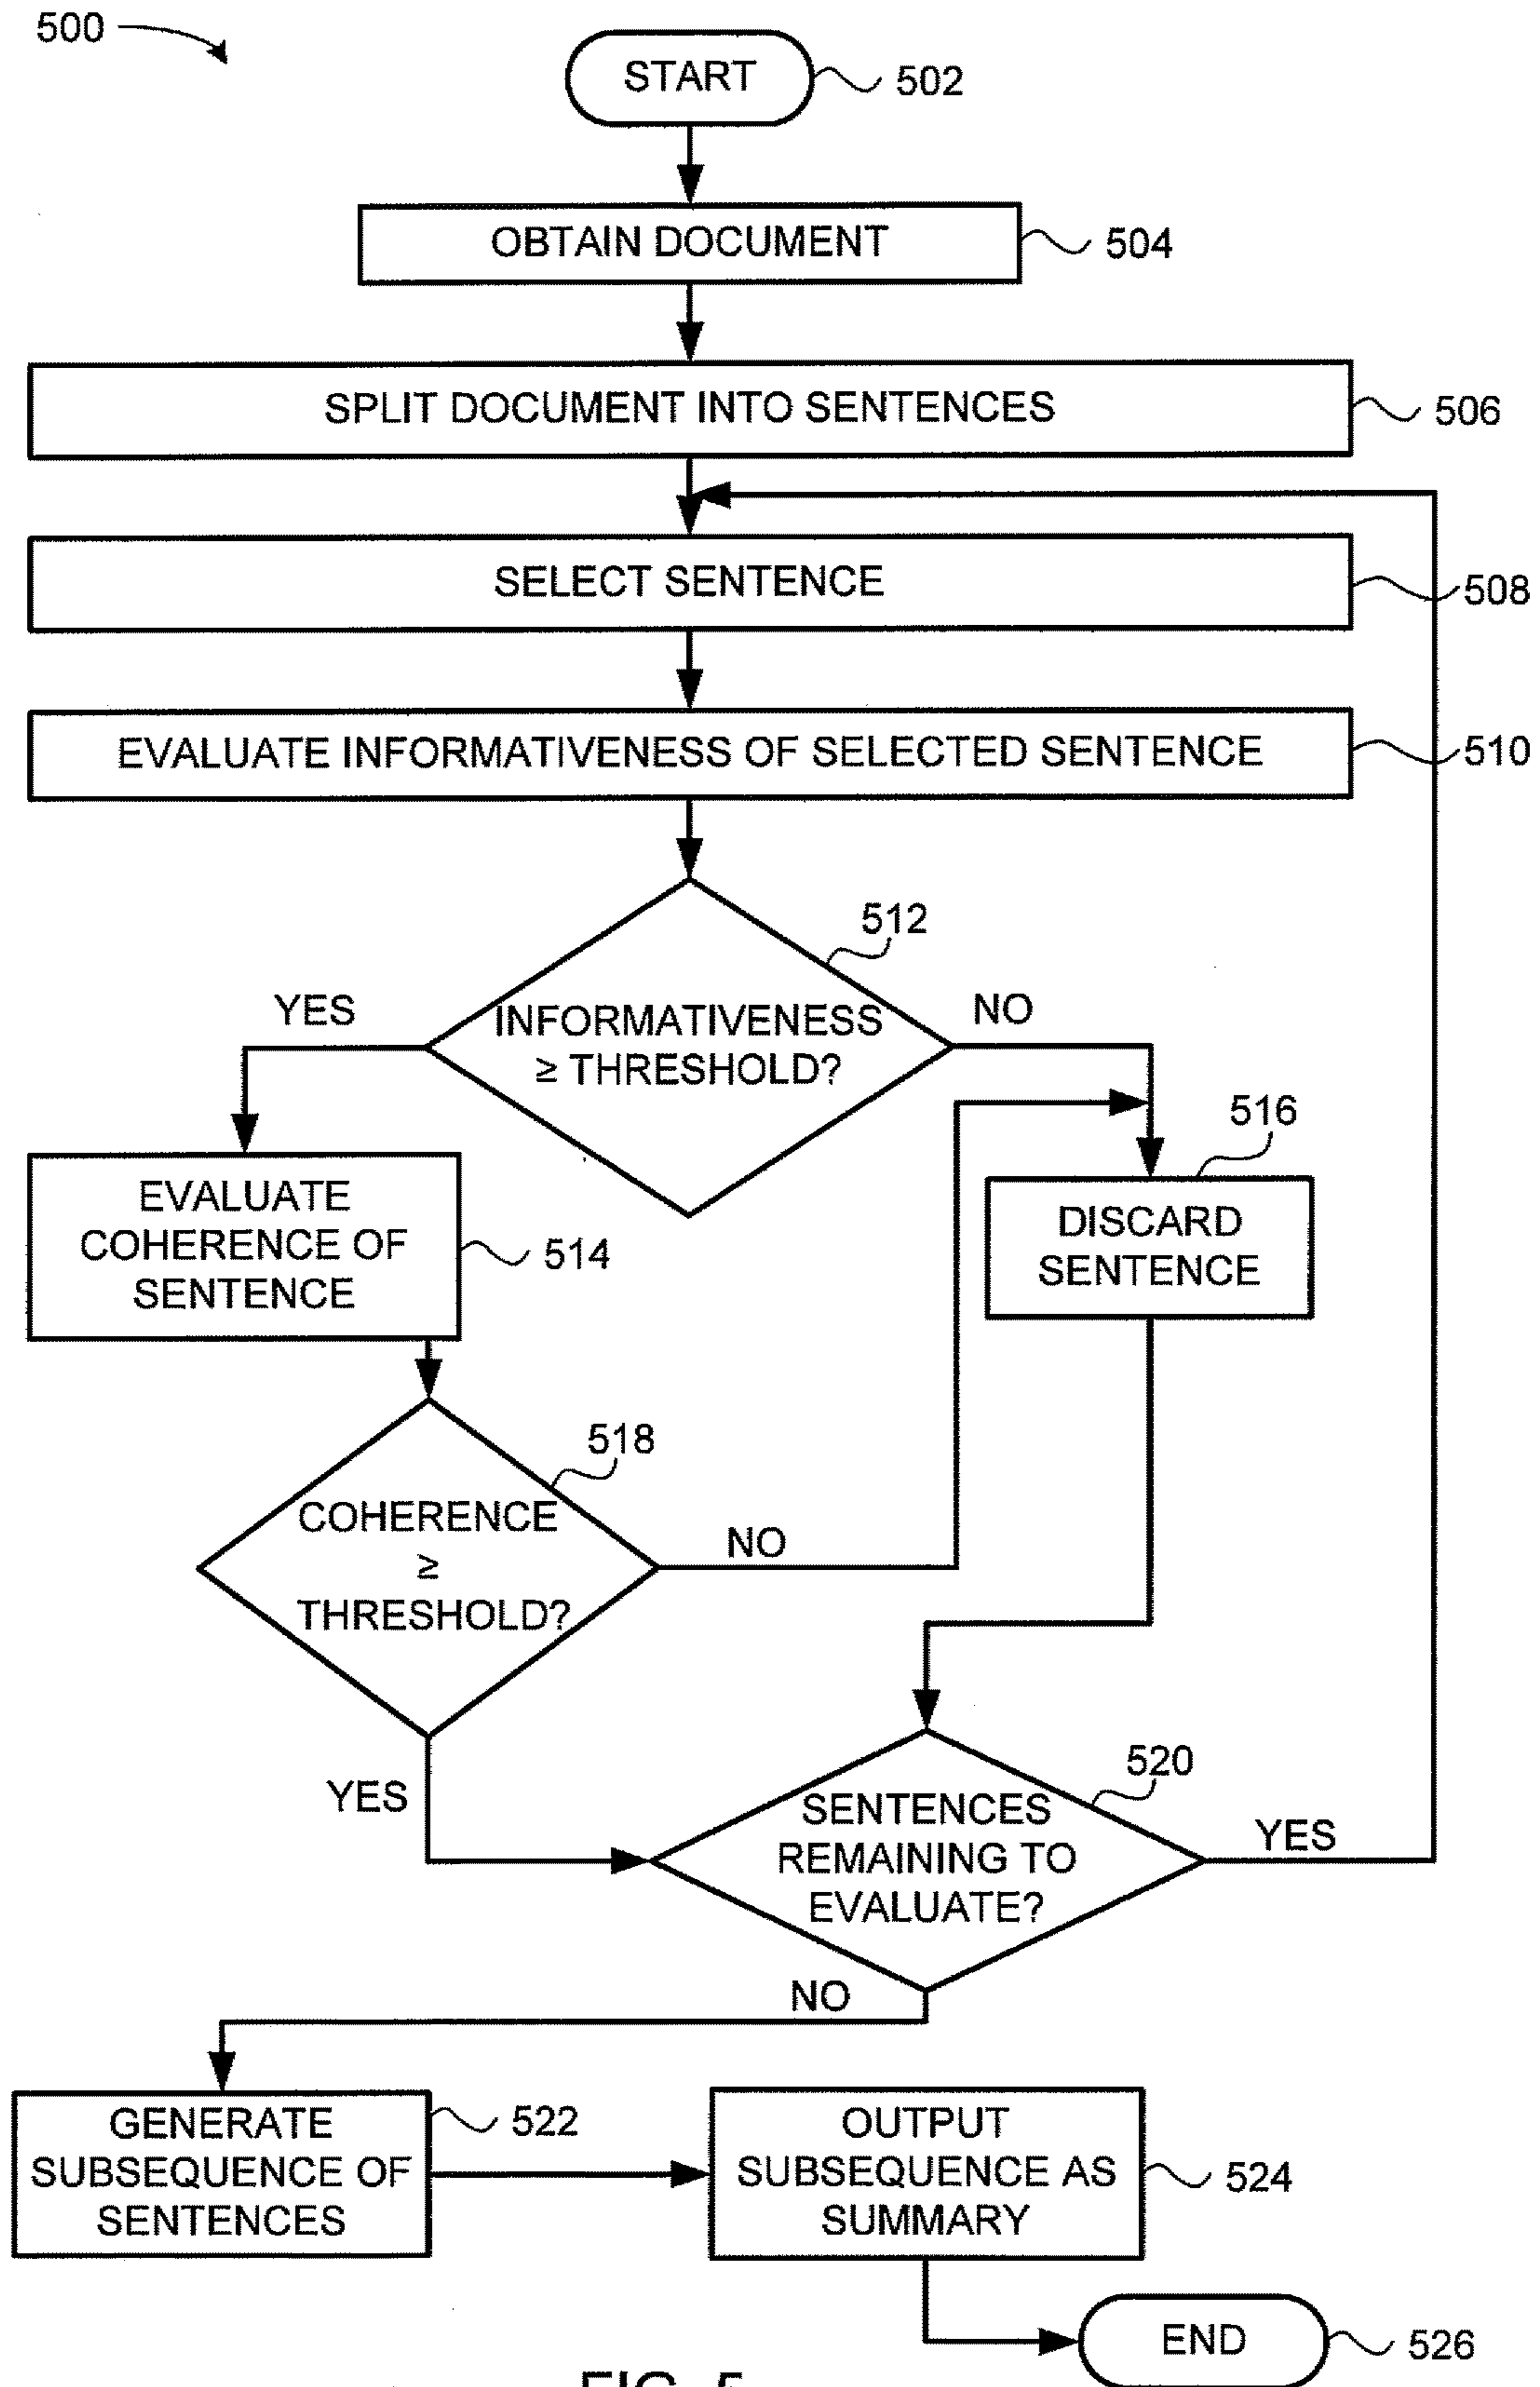 500
START
502
OBTAIN DOCUMENT
504
SPLIT DOCUMENT INTO SENTENCES
506
SELECT SENTENCE
508
EVALUATE INFORMATIVENESS OF SELECTED SENTENCE
510
512
YES
INFORMATIVENESS
≥ THRESHOLD?
NO
516
EVALUATE
COHERENCE OF
SENTENCE
514
DISCARD
SENTENCE
518
COHERENCE
≥
THRESHOLD?
NO
YES
520
SENTENCES
REMAINING TO
EVALUATE?
YES
NO
GENERATE
SUBSEQUENCE OF
SENTENCES
522
OUTPUT
SUBSEQUENCE AS
SUMMARY
524
END
526
FIG. 5